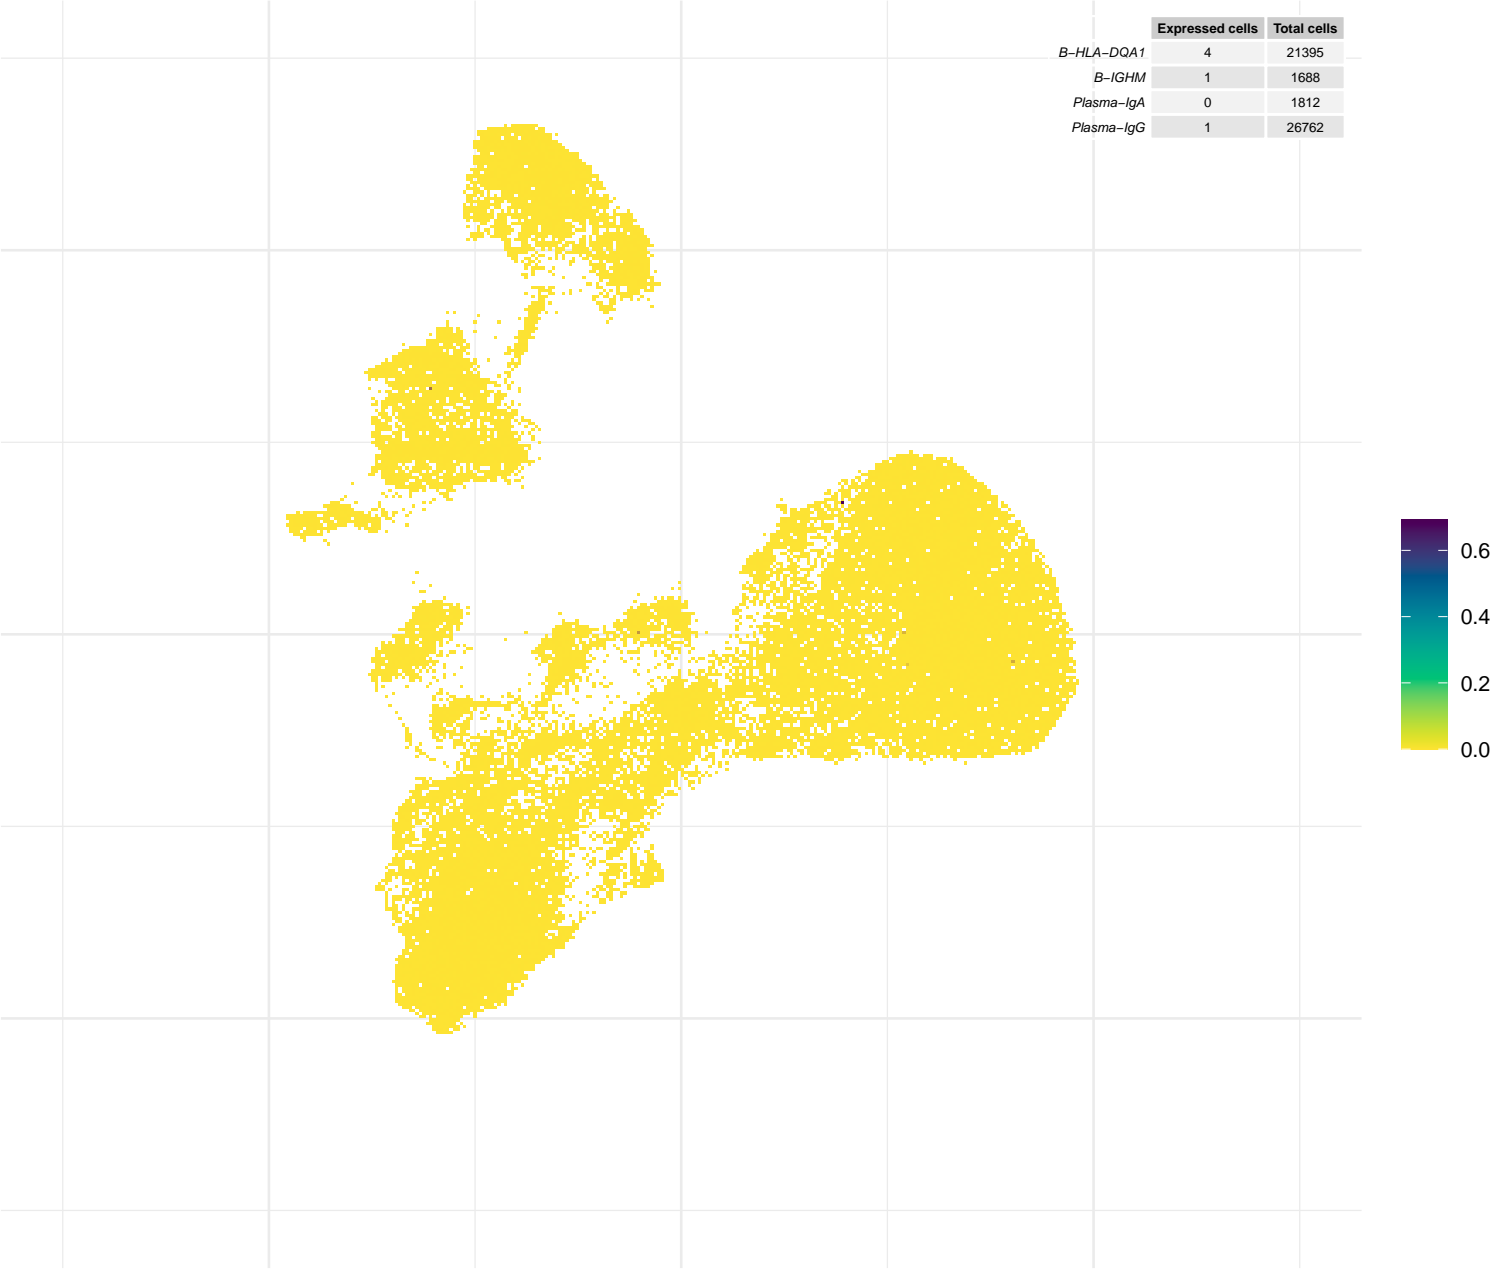 Expressed cells Total cells
B−HLA−DQA1 4 21395
B−IGHM 1 1688
Plasma−IgA 0 1812
Plasma−IgG 1 26762
0.6
0.4
0.2
0.0